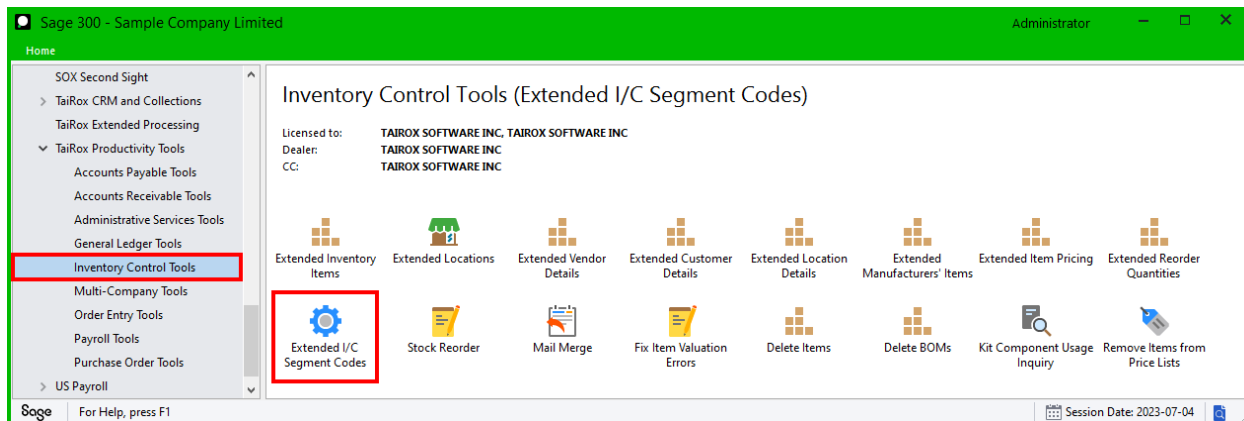 Sage 300 - Sample Company Limited
Administrator
Home
SOX Second Sight
TaiRox CRM and Collections
TaiRox Extended Processing
TaiRox Productivity Tools
Accounts Payable Tools
Accounts Receivable Tools
Administrative Services Tools
General Ledger Tools
Inventory Control Tools
Multi-Company Tools
Order Entry Tools
Payroll Tools
Purchase Order Tools
US Payroll
Inventory Control Tools (Extended I/C Segment Codes)
Licensed to: TAIROX SOFTWARE INC, TAIROX SOFTWARE INC
Dealer: TAIROX SOFTWARE INC
CC: TAIROX SOFTWARE INC
Extended Inventory
Items
Extended Locations
Extended Vendor
Details
Extended Customer
Details
Extended Location
Details
Extended
Manufacturers' Items
Extended Item Pricing
Extended Reorder
Quantities
Extended I/C
Segment Codes
Stock Reorder
Mail Merge
Fix Item Valuation
Errors
Delete Items
Delete BOMs
Kit Component Usage
Inquiry
Remove Items from
Price Lists
Sage
For Help, press F1
Session Date: 2023-07-04